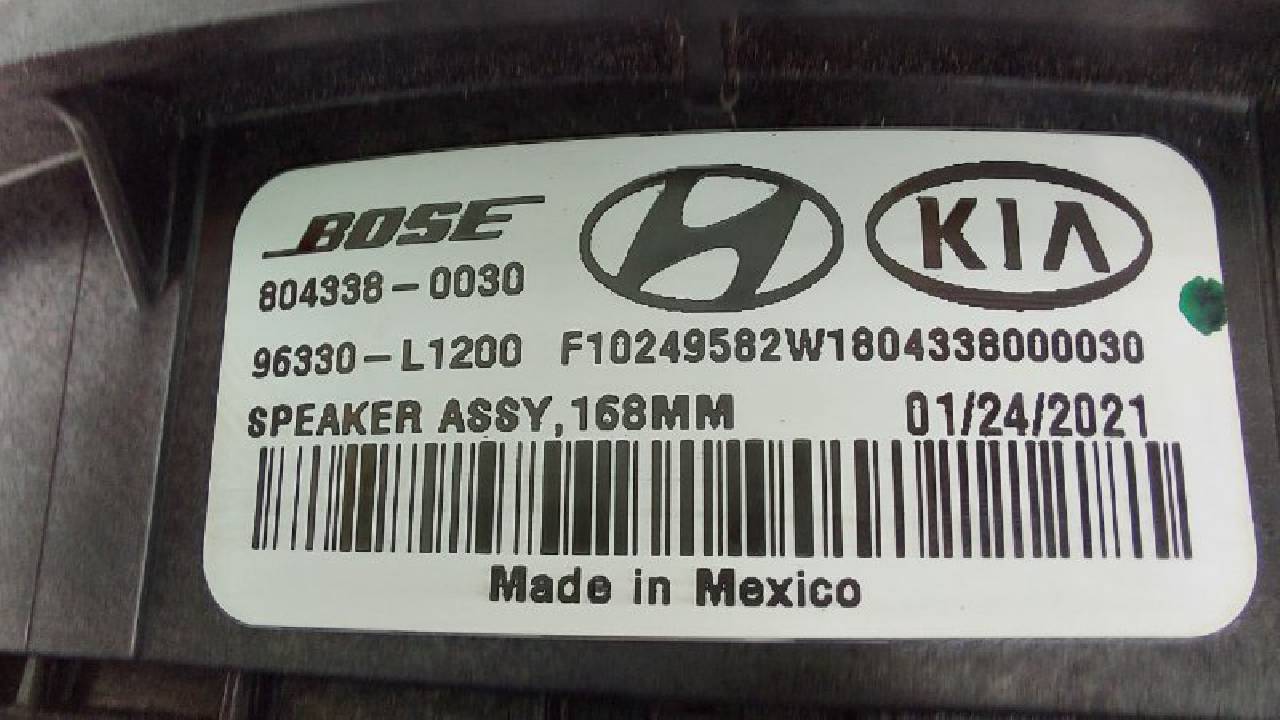 BOSE
KIA
804338-0030
96330-L1200 F10249582W1804338000030
SPEAKER ASSY,168MM 01/24/2021
Made in Mexico